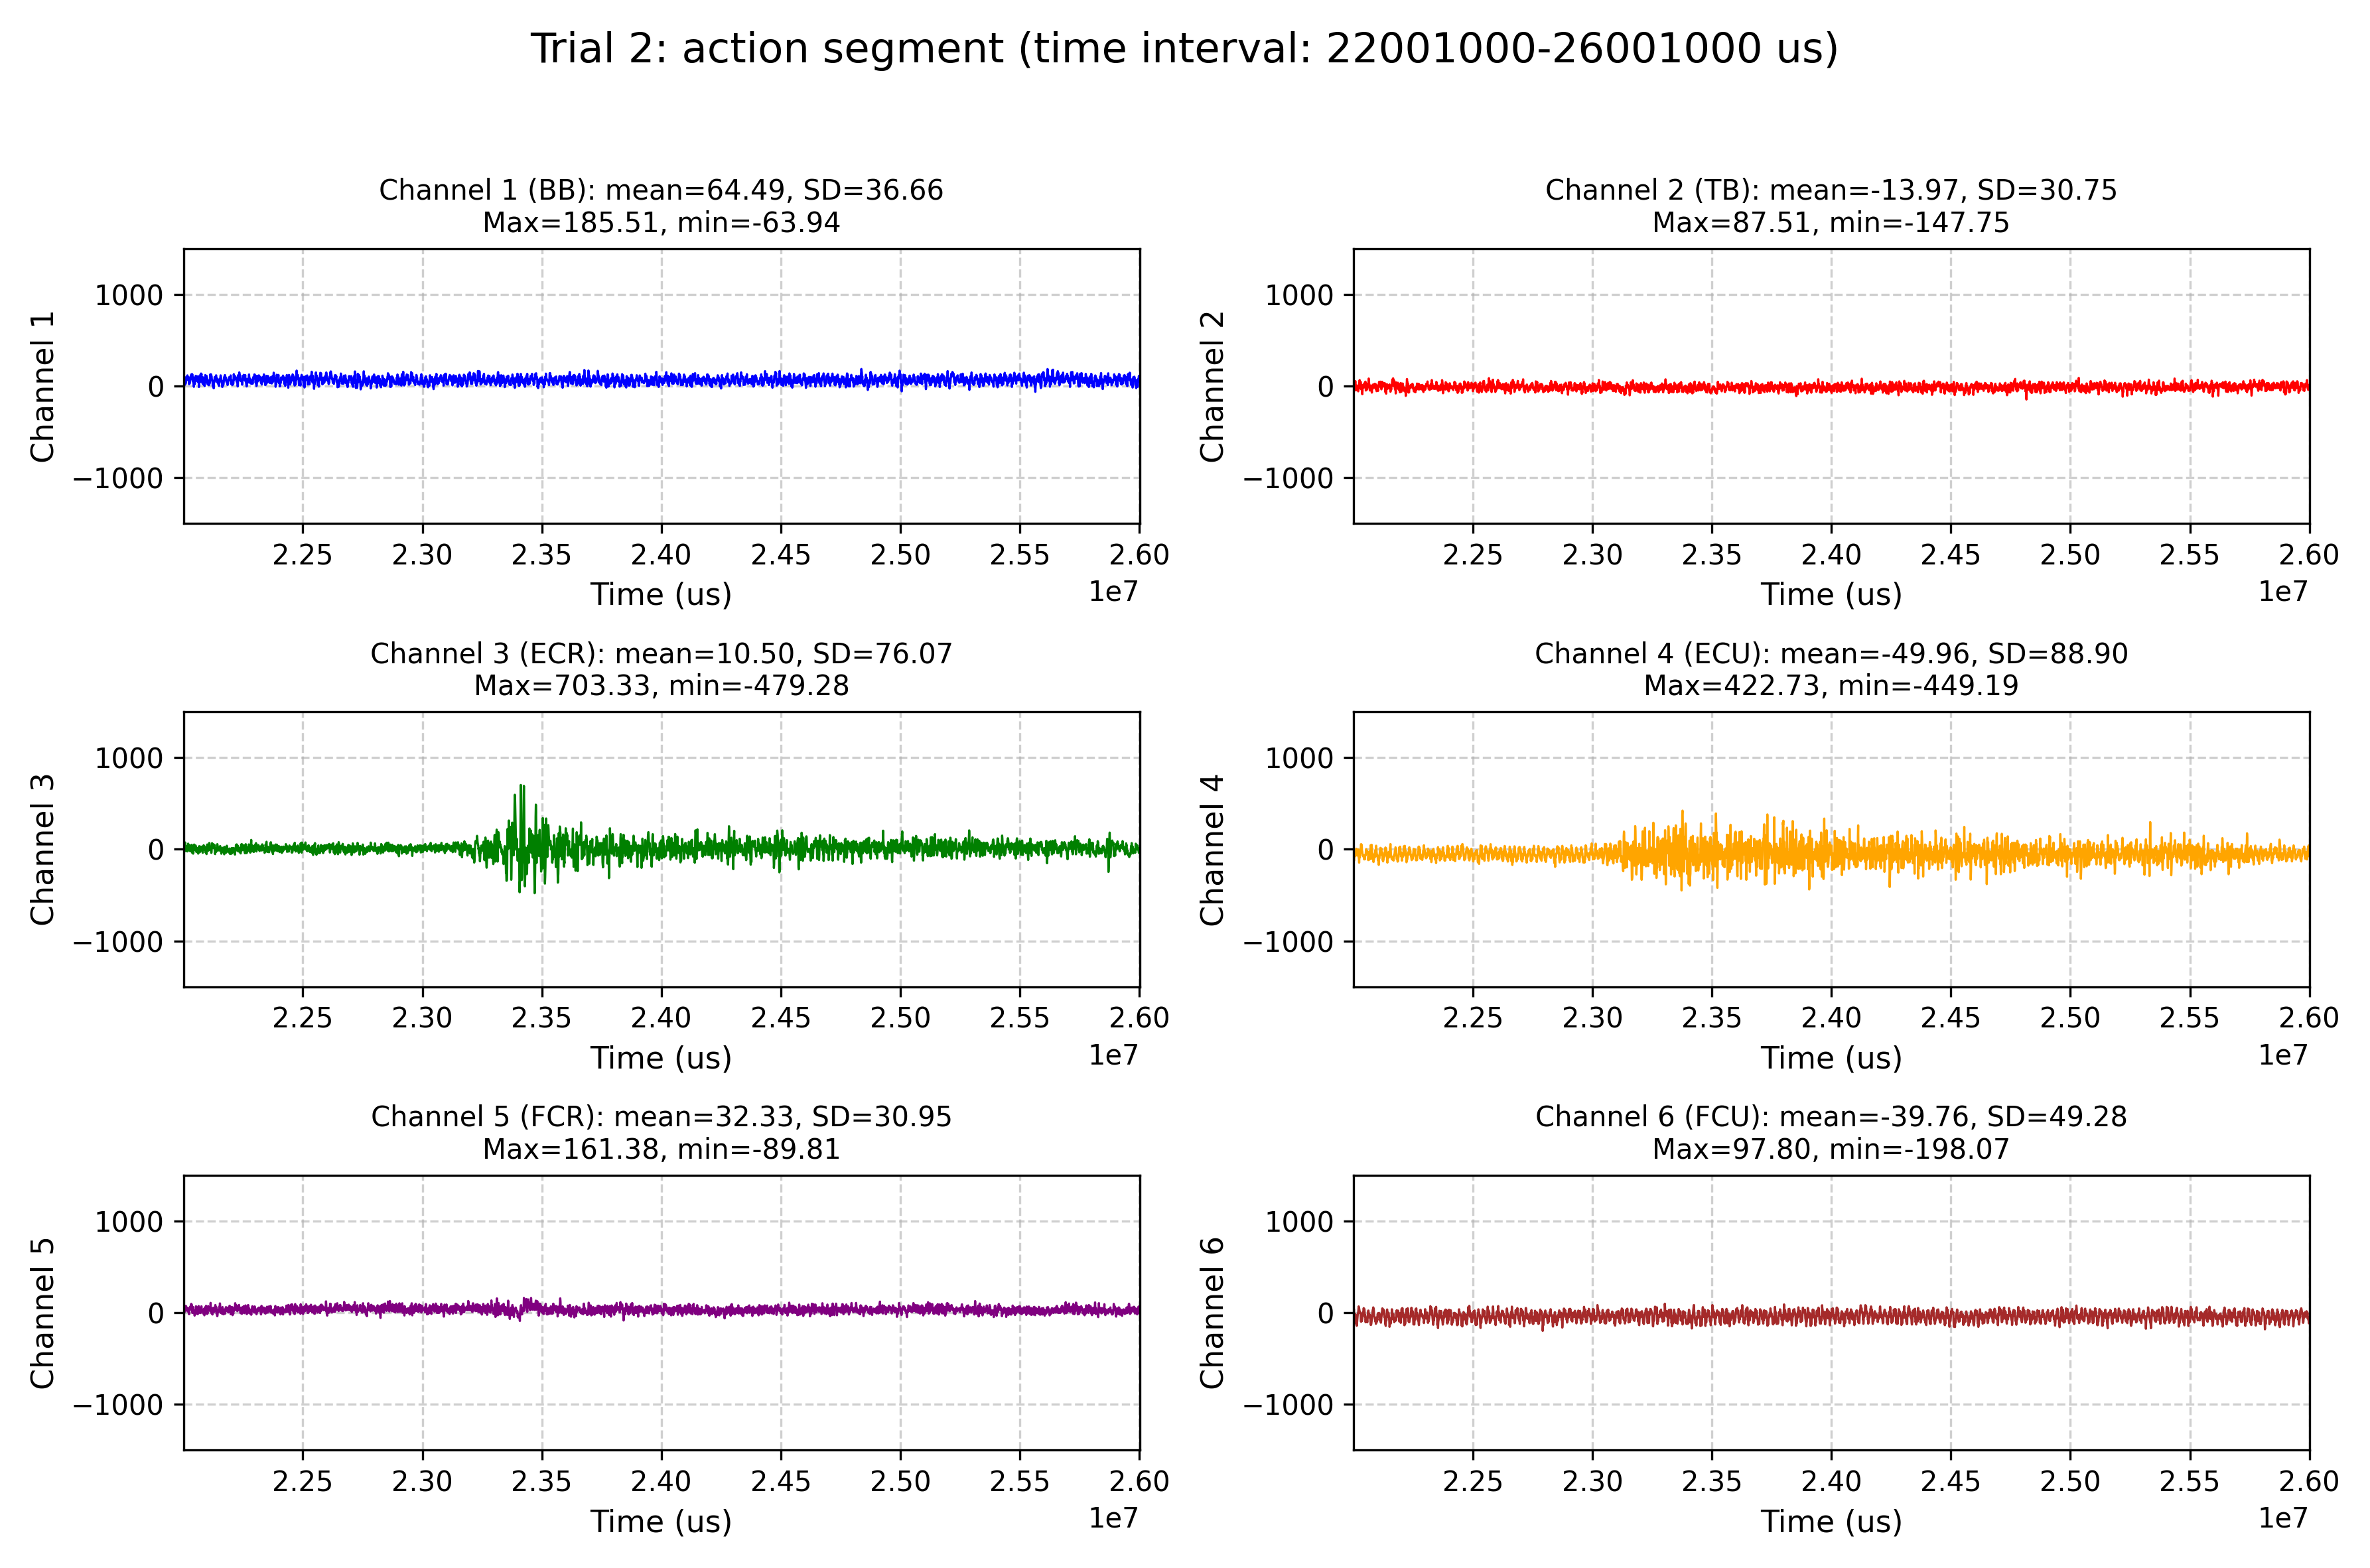 Trial 2: action segment (time interval: 22001000-26001000 us)
Channel 1 (BB): mean=64.49, SD=36.66
Max=185.51, min=-63.94
Channel 1
1000
0
−1000
2.25 2.30 2.35 2.40 2.45 2.50 2.55 2.60
Time (us)
1e7
Channel 2 (TB): mean=-13.97, SD=30.75
Max=87.51, min=-147.75
Channel 2
1000
0
−1000
2.25 2.30 2.35 2.40 2.45 2.50 2.55 2.60
Time (us)
1e7
Channel 3 (ECR): mean=10.50, SD=76.07
Max=703.33, min=-479.28
Channel 3
1000
0
−1000
2.25 2.30 2.35 2.40 2.45 2.50 2.55 2.60
Time (us)
1e7
Channel 4 (ECU): mean=-49.96, SD=88.90
Max=422.73, min=-449.19
Channel 4
1000
0
−1000
2.25 2.30 2.35 2.40 2.45 2.50 2.55 2.60
Time (us)
1e7
Channel 5 (FCR): mean=32.33, SD=30.95
Max=161.38, min=-89.81
Channel 5
1000
0
−1000
2.25 2.30 2.35 2.40 2.45 2.50 2.55 2.60
Time (us)
1e7
Channel 6 (FCU): mean=-39.76, SD=49.28
Max=97.80, min=-198.07
Channel 6
1000
0
−1000
2.25 2.30 2.35 2.40 2.45 2.50 2.55 2.60
Time (us)
1e7